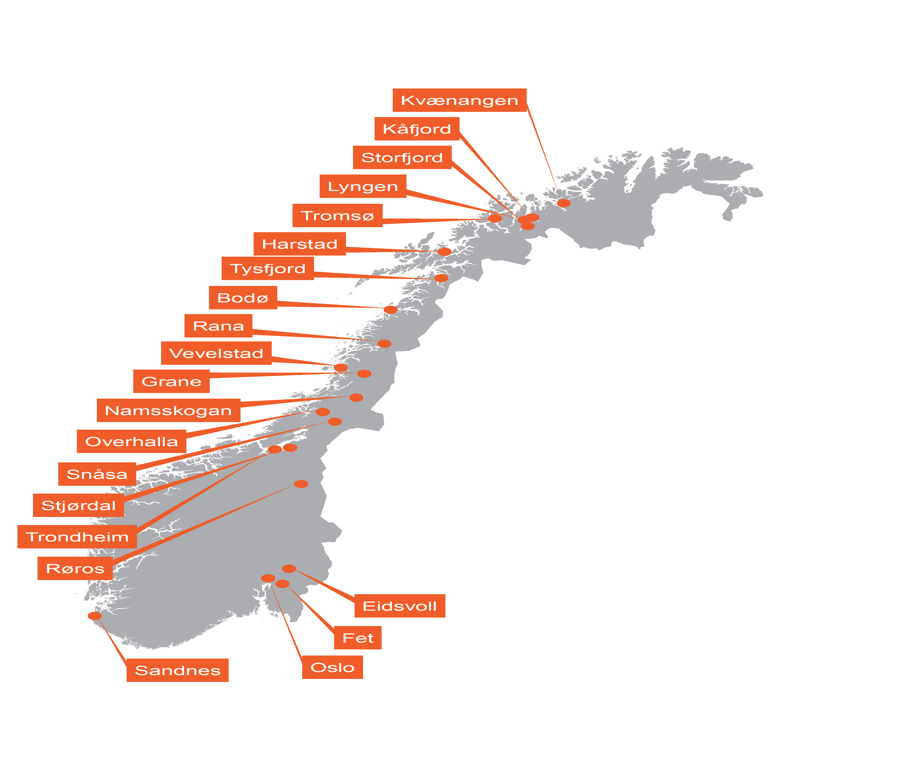 Kvænangen
Kåfjord
Storfjord
Lyngen
Tromsø
Harstad
Tysfjord
Bodø
Rana
Vevelstad
Grane
Namsskogan
Overhalla
Snåsa
Stjørdal
Trondheim
Røros
Eidsvoll
Fet
Oslo
Sandnes